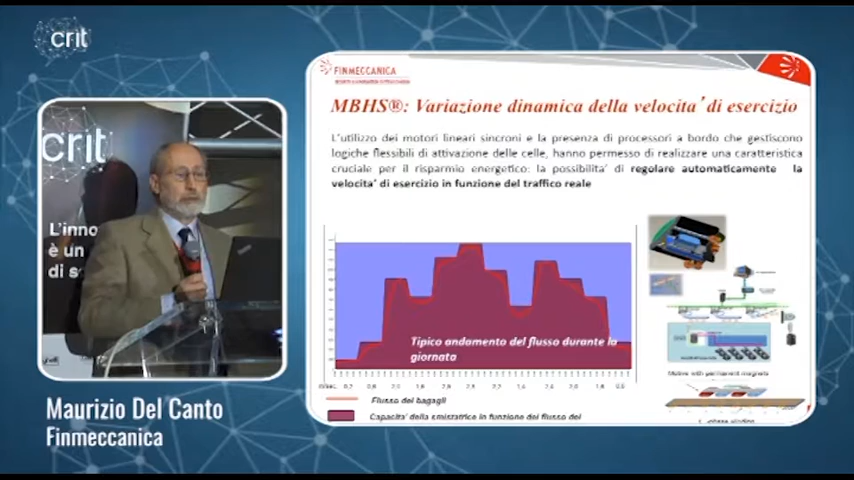 crit
crit
L'inno
è un
di s
Maurizio Del Canto
Finmeccanica
FINMECCANICA
MBHS®: Variazione dinamica della velocita' di esercizio
L'utilizzo dei motori lineari sincroni e la presenza di processori a bordo che gestiscono
logiche flessibili di attivazione delle celle, hanno permesso di realizzare una caratteristica
cruciale per il risparmio energetico: la possibilita' di regolare automaticamente la
velocita' di esercizio in funzione del traffico reale
Tipico andamento del flusso durante la
giornata
Flusso dei bagagli
Capacita' della smistatrice in funzione del flusso dei
Motors with permanent magnets